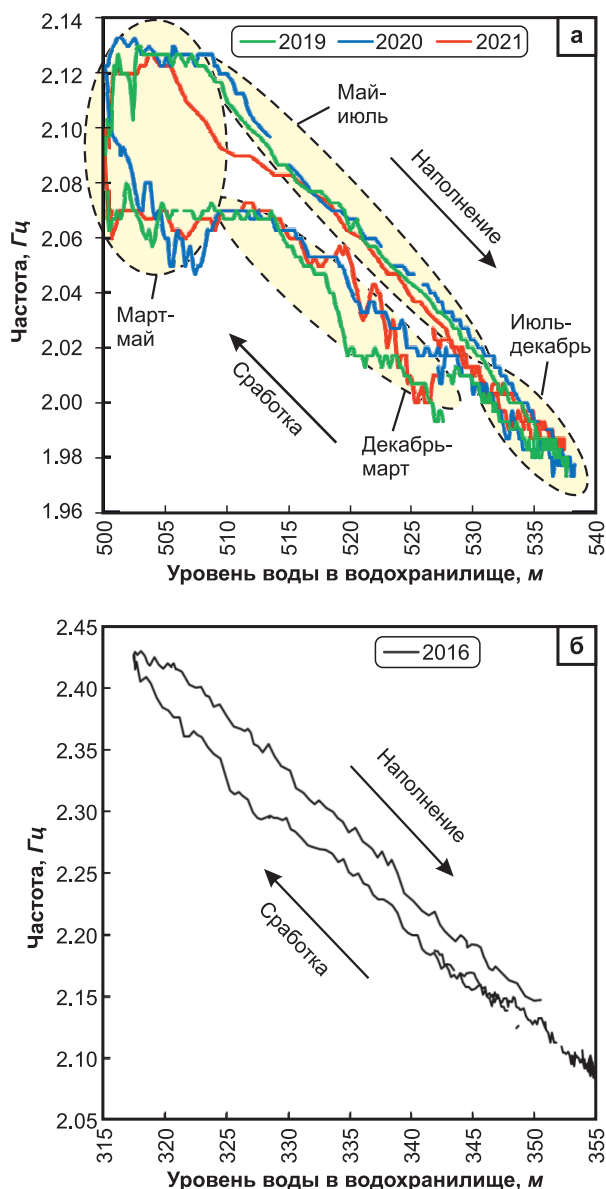 2.14
2019 2020 2021
а
2.12
Май-
июль
2.10
Наполнение
2.08
Частота, Гц
2.06
Март-
май
2.04
Июль-
декабрь
2.02
Сработка
2.00
Декабрь-
март
1.98
1.96
500 505 510 515 520 525 530 535 540
Уровень воды в водохранилище, м
2.45
2016
б
2.40
2.35
Наполнение
2.30
Частота, Гц
2.25
Сработка
2.20
2.15
2.10
2.05
315 320 325 330 335 340 345 350 355
Уровень воды в водохранилище, м